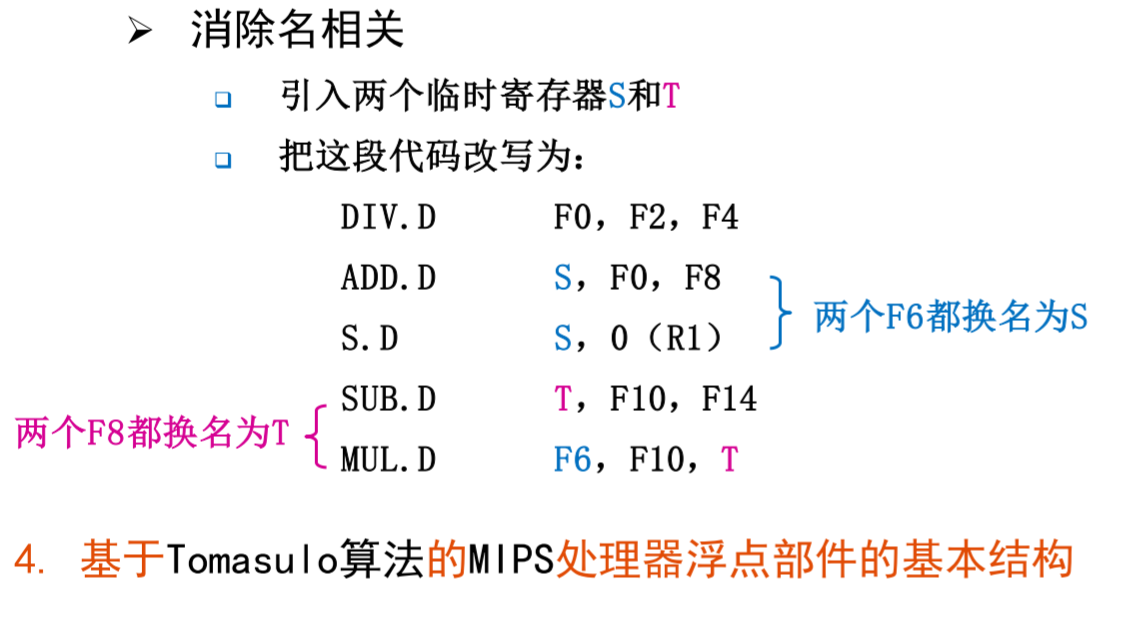 消除名相关
引入两个临时寄存器S和T
把这段代码改写为:
DIV.D F0, F2, F4
ADD.D S, F0, F8
S.D S, 0 (R1)
两个F6都换名为S
SUB.D T, F10, F14
两个F8都换名为T
MUL.D F6, F10, T
4. 基于Tomasulo算法的MIPS处理器浮点部件的基本结构